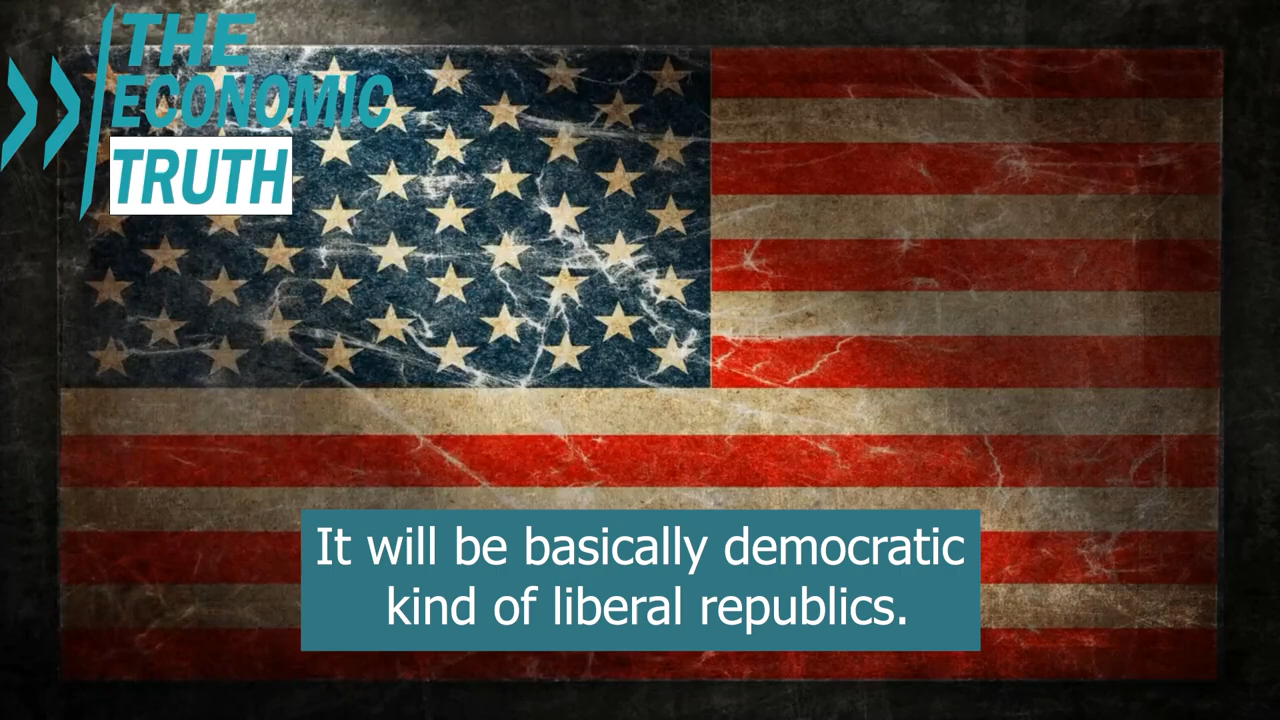 THE
ECONOMIC
TRUTH
It will be basically democratic
kind of liberal republics.